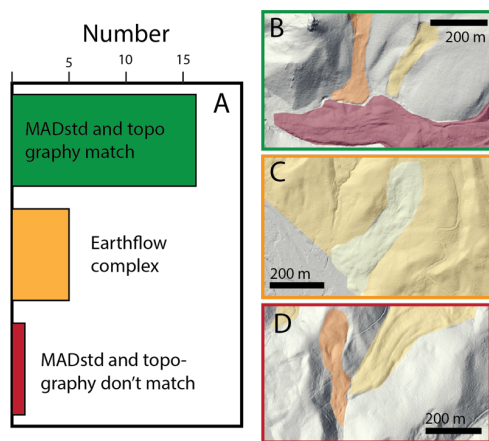 Number
5
10
15
A
MADstd and topo
graphy match
Earthflow
complex
MADstd and topo-
graphy don't match
B
200 m
C
200 m
D
200 m